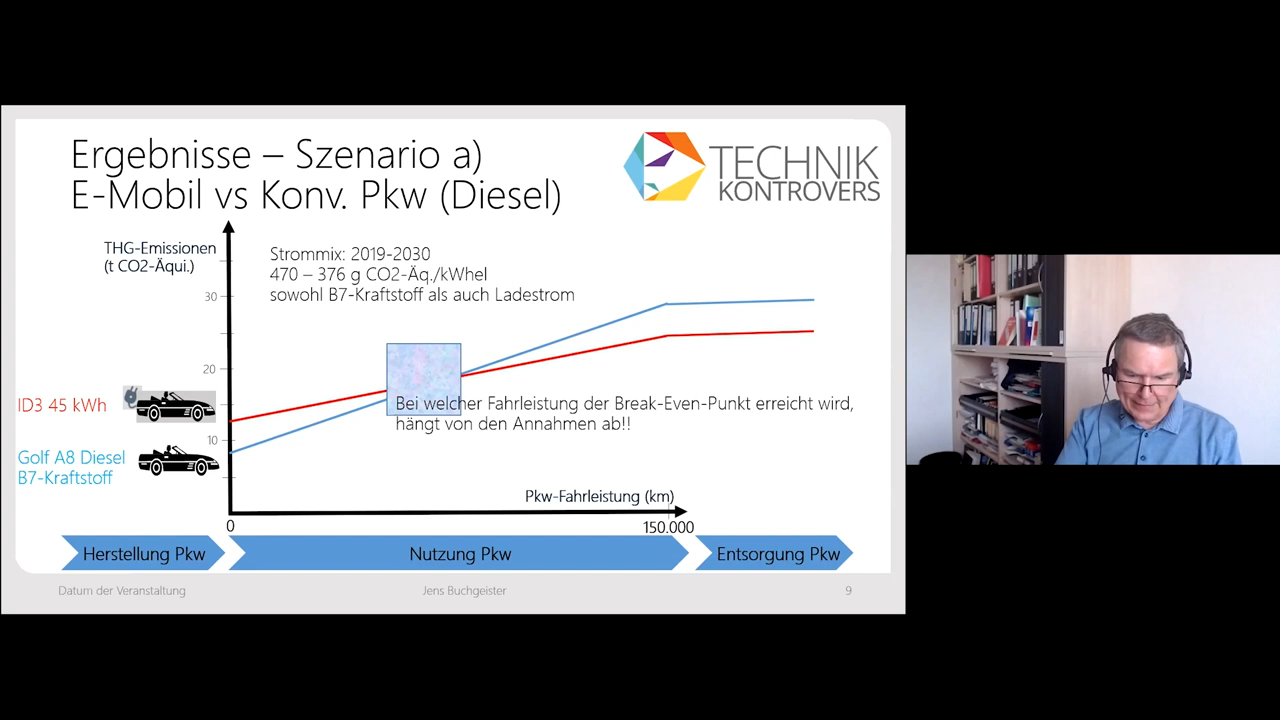 Ergebnisse – Szenario a)
E-Mobil vs Konv. Pkw (Diesel)
TECHNIK
KONTROVERS
THG-Emissionen
(t CO2-Äqui.)
Strommix: 2019-2030
470 – 376 g CO2-Äq./kWhel
sowohl B7-Kraftstoff als auch Ladestrom
30
20
10
ID3 45 kWh
Golf A8 Diesel
B7-Kraftstoff
Bei welcher Fahrleistung der Break-Even-Punkt erreicht wird,
hängt von den Annahmen ab!!
Pkw-Fahrleistung (km)
0
150.000
Herstellung Pkw
Nutzung Pkw
Entsorgung Pkw
Datum der Veranstaltung
Jens Buchgeister
9